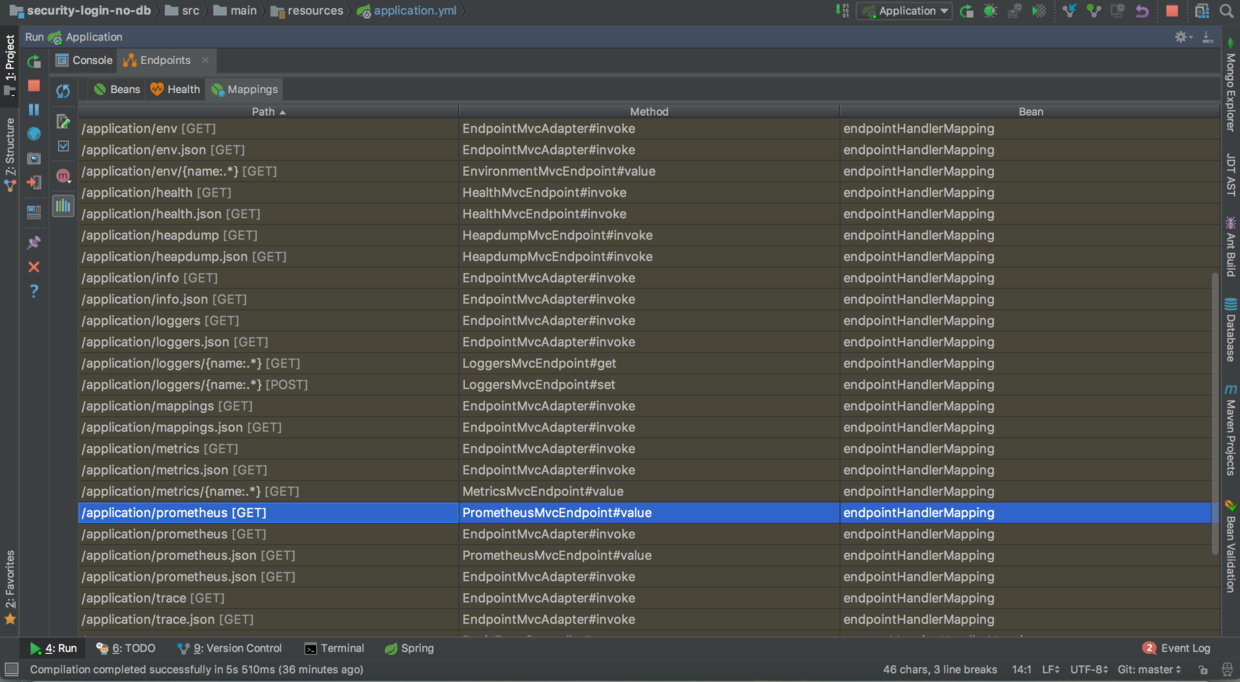 security-login-no-db src main resources application.yml Application
Run Application
Console Endpoints
Beans Health Mappings
Path Method Bean
/application/env [GET] EndpointMvcAdapter#invoke endpointHandlerMapping
/application/env.json [GET] EndpointMvcAdapter#invoke endpointHandlerMapping
/application/env/{name:.*} [GET] EnvironmentMvcEndpoint#value endpointHandlerMapping
/application/health [GET] HealthMvcEndpoint#invoke endpointHandlerMapping
/application/health.json [GET] HealthMvcEndpoint#invoke endpointHandlerMapping
/application/heapdump [GET] HeapdumpMvcEndpoint#invoke endpointHandlerMapping
/application/heapdump.json [GET] HeapdumpMvcEndpoint#invoke endpointHandlerMapping
/application/info [GET] EndpointMvcAdapter#invoke endpointHandlerMapping
/application/info.json [GET] EndpointMvcAdapter#invoke endpointHandlerMapping
/application/loggers [GET] EndpointMvcAdapter#invoke endpointHandlerMapping
/application/loggers.json [GET] EndpointMvcAdapter#invoke endpointHandlerMapping
/application/loggers/{name:.*} [GET] LoggersMvcEndpoint#get endpointHandlerMapping
/application/loggers/{name:.*} [POST] LoggersMvcEndpoint#set endpointHandlerMapping
/application/mappings [GET] EndpointMvcAdapter#invoke endpointHandlerMapping
/application/mappings.json [GET] EndpointMvcAdapter#invoke endpointHandlerMapping
/application/metrics [GET] EndpointMvcAdapter#invoke endpointHandlerMapping
/application/metrics.json [GET] EndpointMvcAdapter#invoke endpointHandlerMapping
/application/metrics/{name:.*} [GET] MetricsMvcEndpoint#value endpointHandlerMapping
/application/prometheus [GET] PrometheusMvcEndpoint#value endpointHandlerMapping
/application/prometheus [GET] EndpointMvcAdapter#invoke endpointHandlerMapping
/application/prometheus.json [GET] PrometheusMvcEndpoint#value endpointHandlerMapping
/application/prometheus.json [GET] EndpointMvcAdapter#invoke endpointHandlerMapping
/application/trace [GET] EndpointMvcAdapter#invoke endpointHandlerMapping
/application/trace.json [GET] EndpointMvcAdapter#invoke endpointHandlerMapping
1: Project
7: Structure
2: Favorites
Mongo Explorer
JDT AST
Ant Build
Database
m Maven Projects
Bean Validation
4: Run 6: TODO 9: Version Control Terminal Spring 2 Event Log
Compilation completed successfully in 5s 510ms (36 minutes ago) 46 chars, 3 line breaks 14:1 LF UTF-8 Git: master